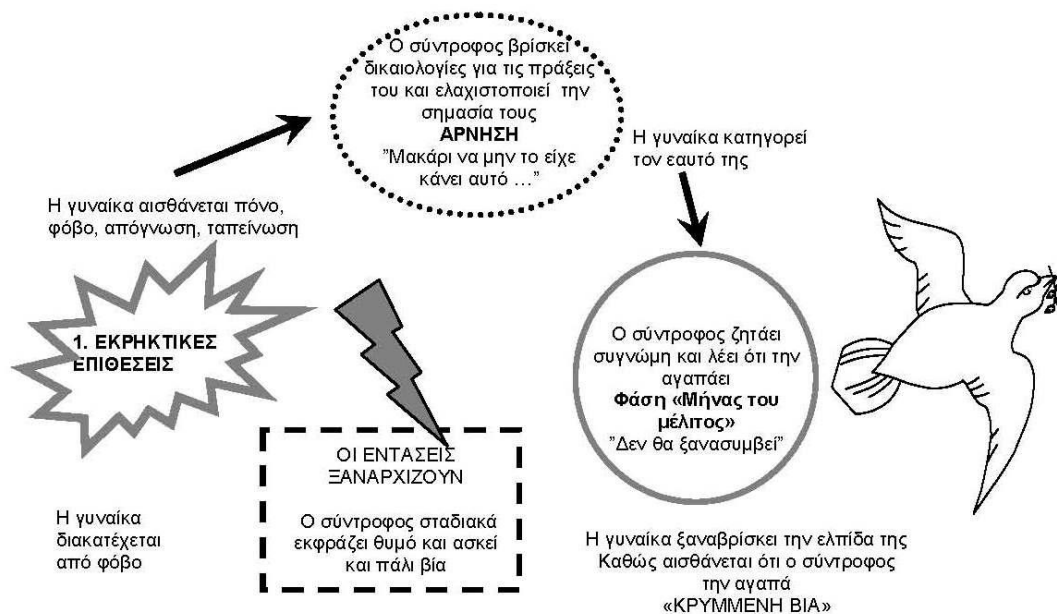 Ο σύντροφος βρίσκει
δικαιολογίες για τις πράξεις
του και ελαχιστοποιεί την
σημασία τους
ΑΡΝΗΣΗ
"Μακάρι να μην το είχε
κάνει αυτό ..."
Η γυναίκα κατηγορεί
τον εαυτό της
Η γυναίκα αισθάνεται πόνο,
φόβο, απόγνωση, ταπείνωση
1. ΕΚΡΗΚΤΙΚΕΣ
ΕΠΙΘΕΣΕΙΣ
Ο σύντροφος ζητάει
συγνώμη και λέει ότι την
αγαπάει
Φάση «Μήνας του
μέλιτος»
"Δεν θα ξανασυμβεί"
ΟΙ ΕΝΤΑΣΕΙΣ
ΞΑΝΑΡΧΙΖΟΥΝ
Ο σύντροφος σταδιακά
εκφράζει θυμό και ασκεί
και πάλι βία
Η γυναίκα
διακατέχεται
από φόβο
Η γυναίκα ξαναβρίσκει την ελπίδα της
Καθώς αισθάνεται ότι ο σύντροφος
την αγαπά
«ΚΡΥΜΜΕΝΗ ΒΙΑ»